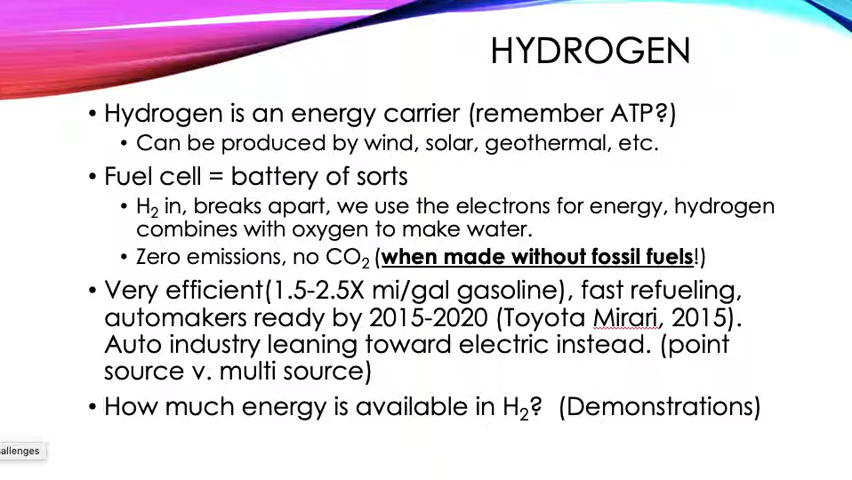 HYDROGEN
• Hydrogen is an energy carrier (remember ATP?)
• Can be produced by wind, solar, geothermal, etc.
• Fuel cell = battery of sorts
• H₂ in, breaks apart, we use the electrons for energy, hydrogen
combines with oxygen to make water.
• Zero emissions, no CO₂ (when made without fossil fuels!)
• Very efficient(1.5-2.5X mi/gal gasoline), fast refueling,
automakers ready by 2015-2020 (Toyota Mirari, 2015).
Auto industry leaning toward electric instead. (point
source v. multi source)
• How much energy is available in H₂? (Demonstrations)
allenges